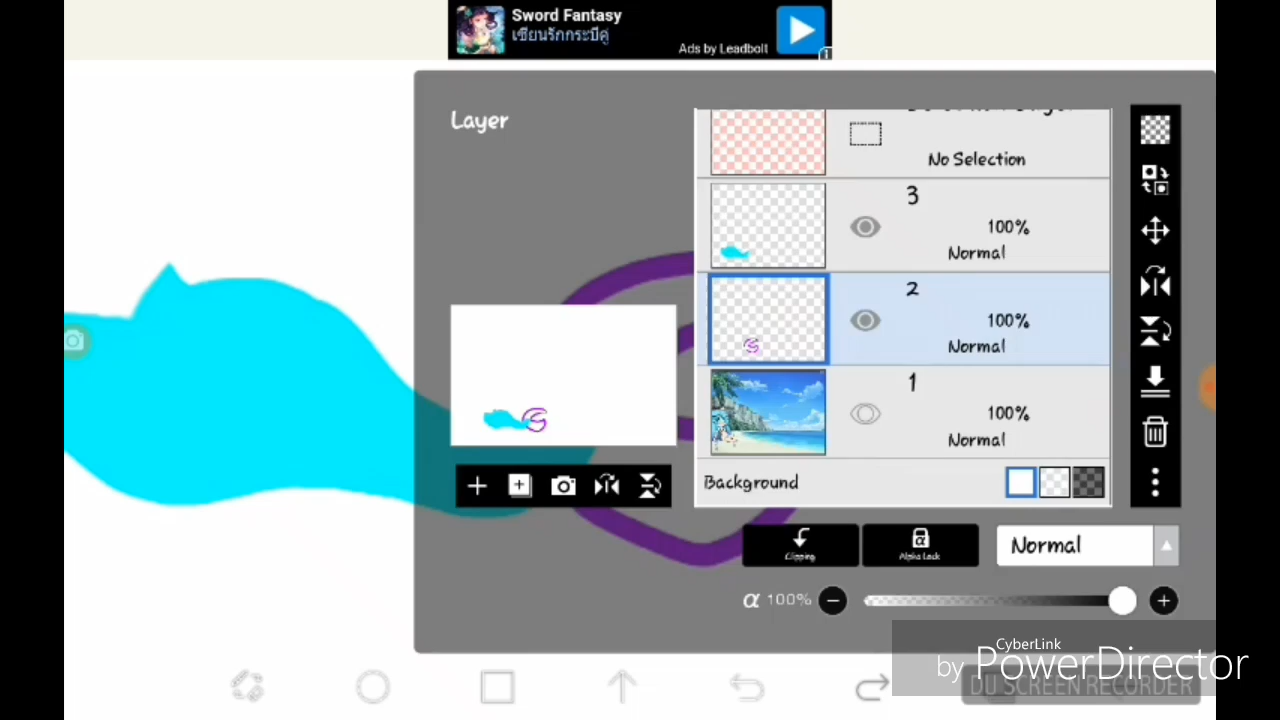 Sword Fantasy
เซียนรักกระบี่คู่
Ads by Leadbolt
Layer
No Selection
3
100%
Normal
2
100%
Normal
1
100%
Normal
Background
Clipping
Alpha Lock
Normal
α 100%
CyberLink
by PowerDirector
DU SCREEN RECORDER